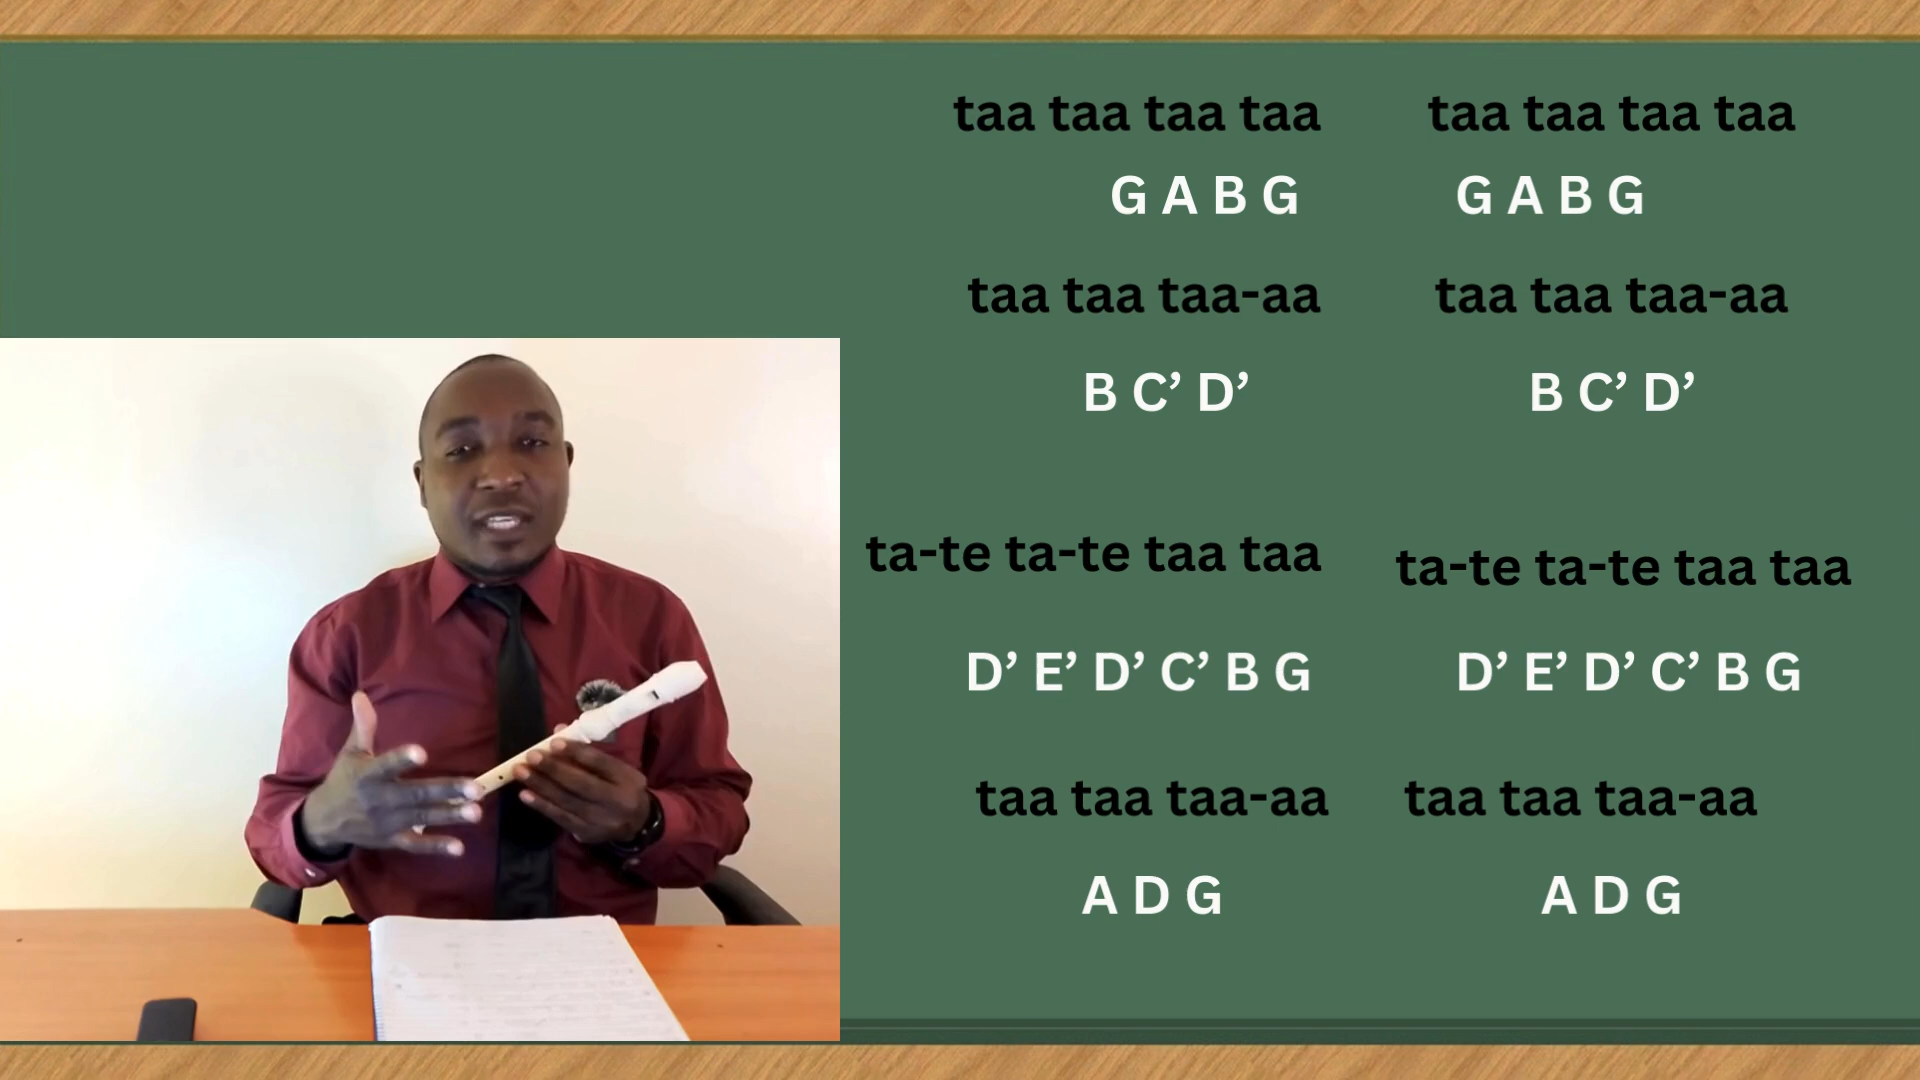 taa taa taa taa taa taa taa taa
G A B G G A B G
taa taa taa-aa taa taa taa-aa
B C’ D’ B C’ D’
ta-te ta-te taa taa ta-te ta-te taa taa
D’ E’ D’ C’ B G D’ E’ D’ C’ B G
taa taa taa-aa taa taa taa-aa
A D G A D G